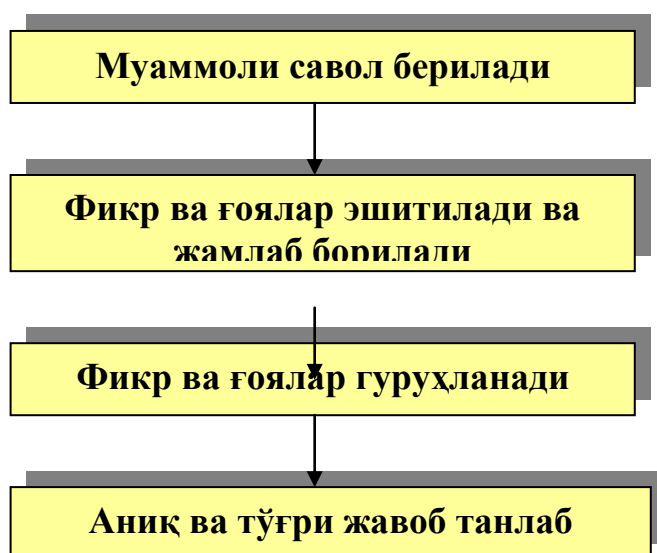 Муаммоли савол берилади
Фикр ва ғоялар эшитилади ва
жамлаб борилади
Фикр ва ғоялар гуруҳланади
Аниқ ва тўғри жавоб танлаб